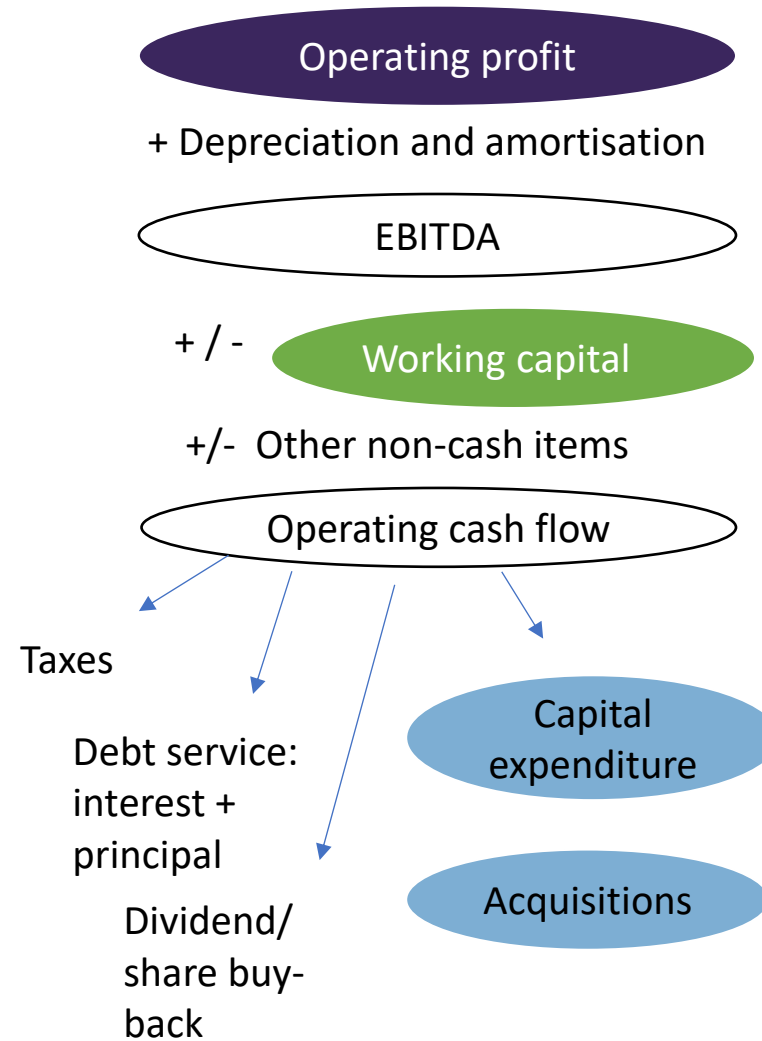 Operating profit
+ Depreciation and amortisation
EBITDA
+ / -
Working capital
+/- Other non-cash items
Operating cash flow
Taxes
Debt service:
interest +
principal
Dividend/
share buy-
back
Capital
expenditure
Acquisitions